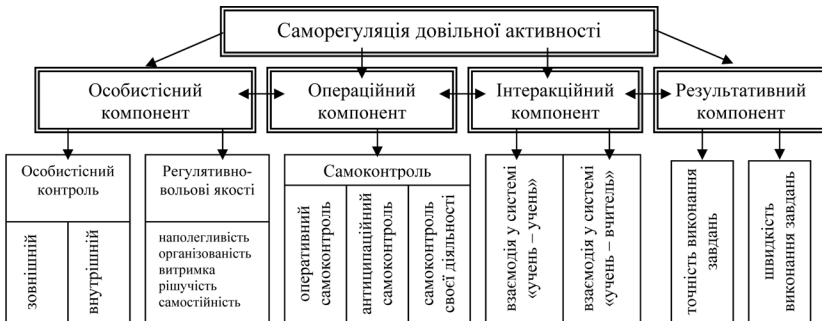 Саморегуляція довільної активності
Особистісний
компонент
Операційний
компонент
Інтеракційний
компонент
Результативний
компонент
Особистісний
контроль
зовнішній
внутрішній
Регулятивно-
вольові якості
наполегливість
організованість
витримка
рішучість
самостійність
Самоконтроль
оперативний
самоконтроль
антиципаційний
самоконтроль
самоконтроль
своєї діяльності
взаємодія у системі
«учень – учень»
взаємодія у системі
«учень – вчитель»
точність виконання
завдань
швидкість
виконання завдань